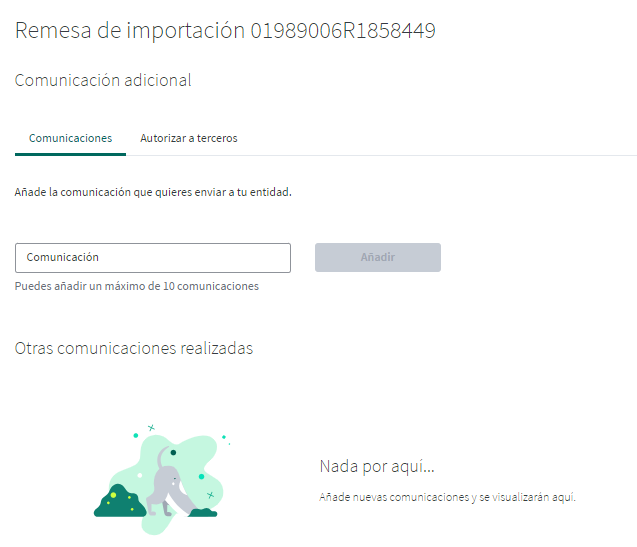 Remesa de importación 01989006R1858449
Comunicación adicional
Comunicaciones Autorizar a terceros
Añade la comunicación que quieres enviar a tu entidad.
Comunicación Añadir
Puedes añadir un máximo de 10 comunicaciones
Otras comunicaciones realizadas
Nada por aquí...
Añade nuevas comunicaciones y se visualizarán aquí.